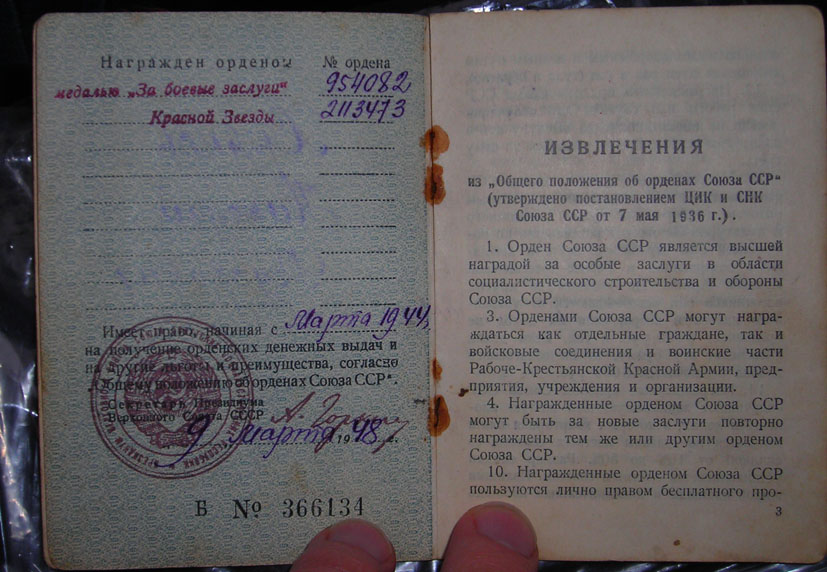 Награжден орденом № ордена
медалью „За боевые заслуги" 954082
Красной Звезды 2113473
Имеет право, начиная с Марта 1944
на получение орденских денежных выдач и
на другие льготы и преимущества, согласно
„Общему положению об орденах Союза ССР".
Секретарь Президиума
Верховного Совета СССР А. Горкин
9 Марта 1948 г.
Б № 366134
ИЗВЛЕЧЕНИЯ
из „Общего положения об орденах Союза ССР"
(утверждено постановлением ЦИК и СНК
Союза ССР от 7 мая 1936 г.).
1. Орден Союза ССР является высшей
наградой за особые заслуги в области
социалистического строительства и обороны
Союза ССР.
3. Орденами Союза ССР могут награ-
ждаться как отдельные граждане, так и
войсковые соединения и воинские части
Рабоче-Крестьянской Красной Армии, пред-
приятия, учреждения и организации.
4. Награжденные орденом Союза ССР
могут быть за новые заслуги повторно
награждены тем же или другим орденом
Союза ССР.
10. Награжденные орденом Союза ССР
пользуются лично правом бесплатного про-
3